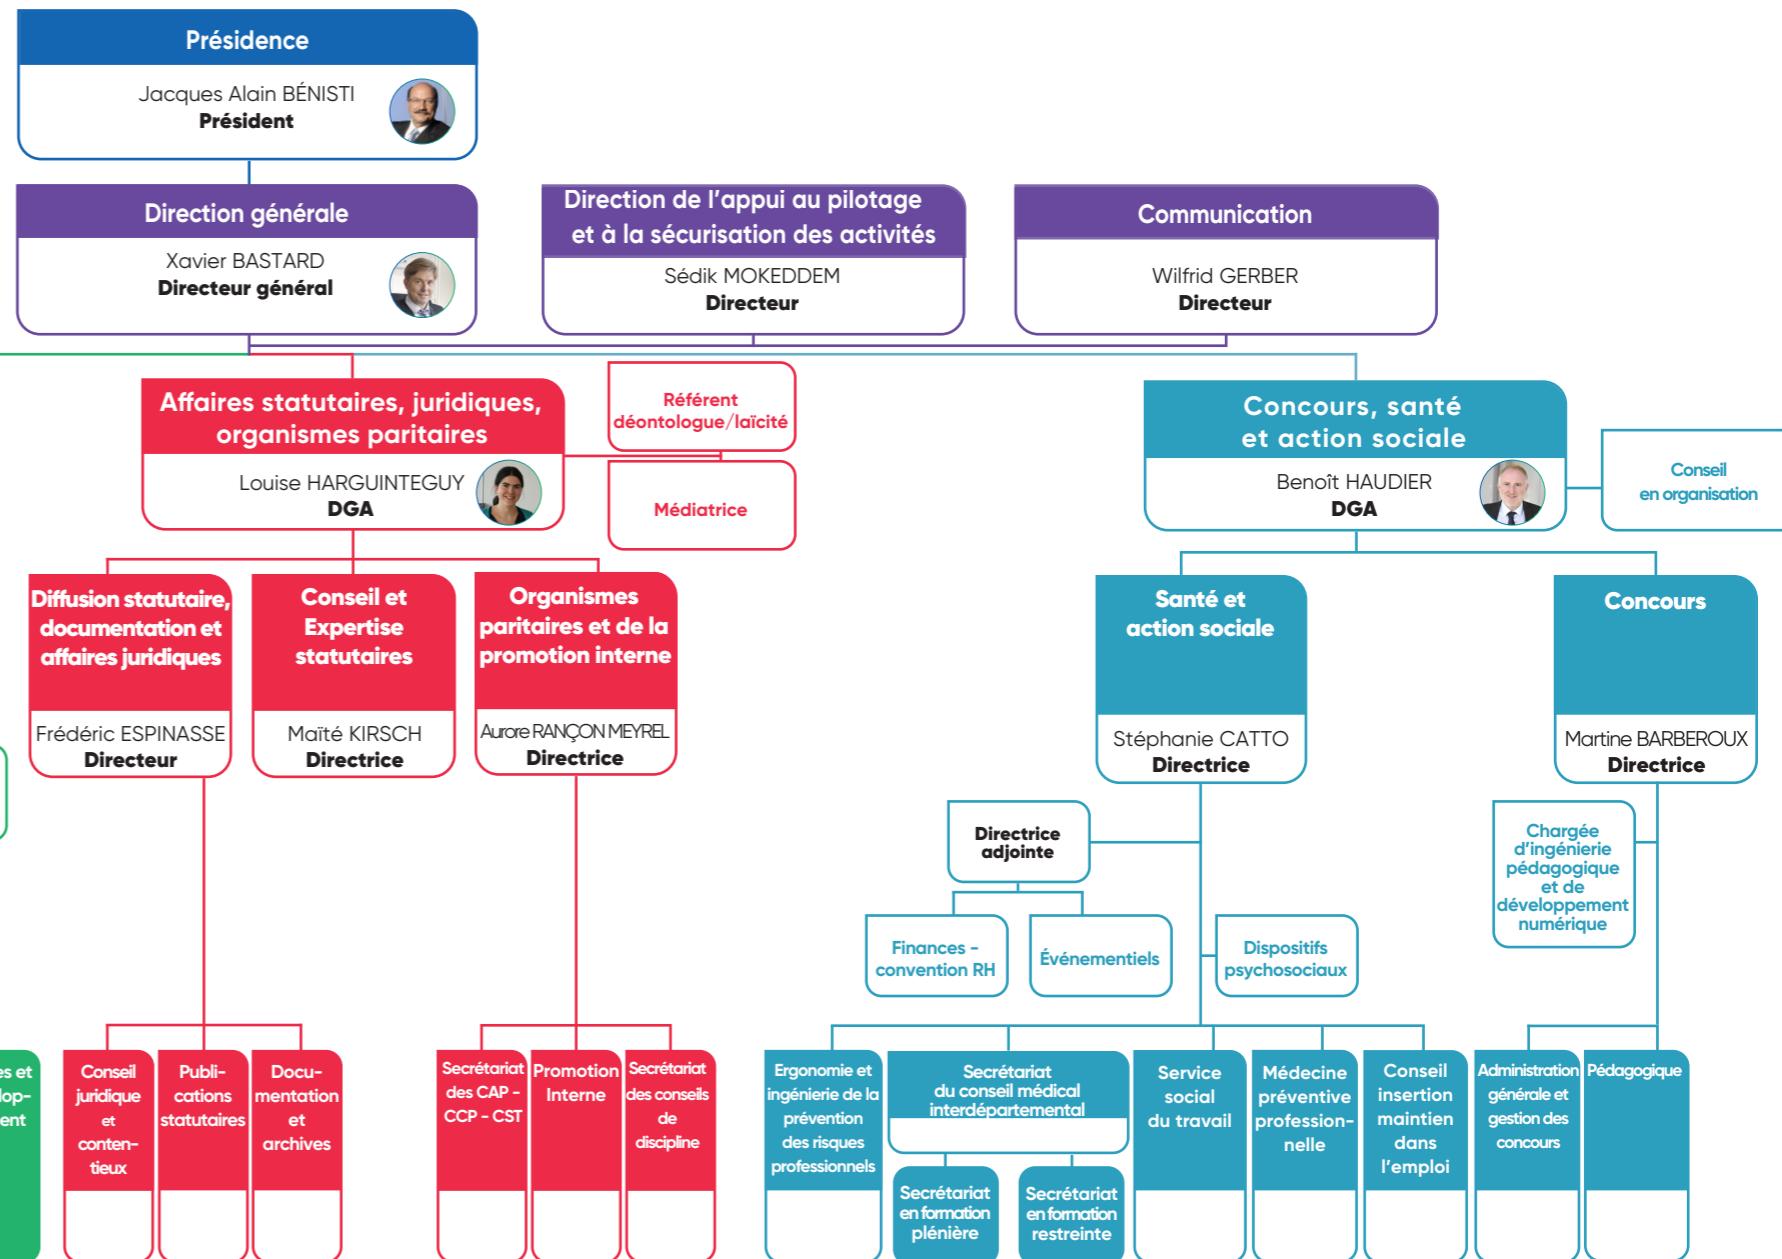 Présidence
Jacques Alain BÉNISTI
Président
Direction générale
Xavier BASTARD
Directeur général
Direction de l'appui au pilotage
et à la sécurisation des activités
Sédik MOKEDDEM
Directeur
Communication
Wilfrid GERBER
Directeur
Affaires statutaires, juridiques,
organismes paritaires
Louise HARGUINTEGUY
DGA
Référent
déontologue/laïcité
Médiatrice
Concours, santé
et action sociale
Benoît HAUDIER
DGA
Conseil
en organisation
Diffusion statutaire,
documentation et
affaires juridiques
Frédéric ESPINASSE
Directeur
Conseil et
Expertise
statutaires
Maïté KIRSCH
Directrice
Organismes
paritaires et de la
promotion interne
Aurore RANÇON MEYREL
Directrice
Santé et
action sociale
Stéphanie CATTO
Directrice
Concours
Martine BARBEROUX
Directrice
Directrice
adjointe
Finances -
convention RH
Événementiels
Dispositifs
psychosociaux
Chargée
d'ingénierie
pédagogique
et de
développement
numérique
es et
lop-
ent
Conseil
juridique
et
conten-
tieux
Publi-
cations
statutaires
Docu-
mentation
et
archives
Secrétariat
des CAP -
CCP - CST
Promotion
Interne
Secrétariat
des conseils
de
discipline
Ergonomie et
ingénierie de la
prévention
des risques
professionnels
Secrétariat
du conseil médical
interdépartemental
Secrétariat
en formation
plénière
Secrétariat
en formation
restreinte
Service
social
du travail
Médecine
préventive
profession-
nelle
Conseil
insertion
maintien
dans
l'emploi
Administration
générale et
gestion des
concours
Pédagogique